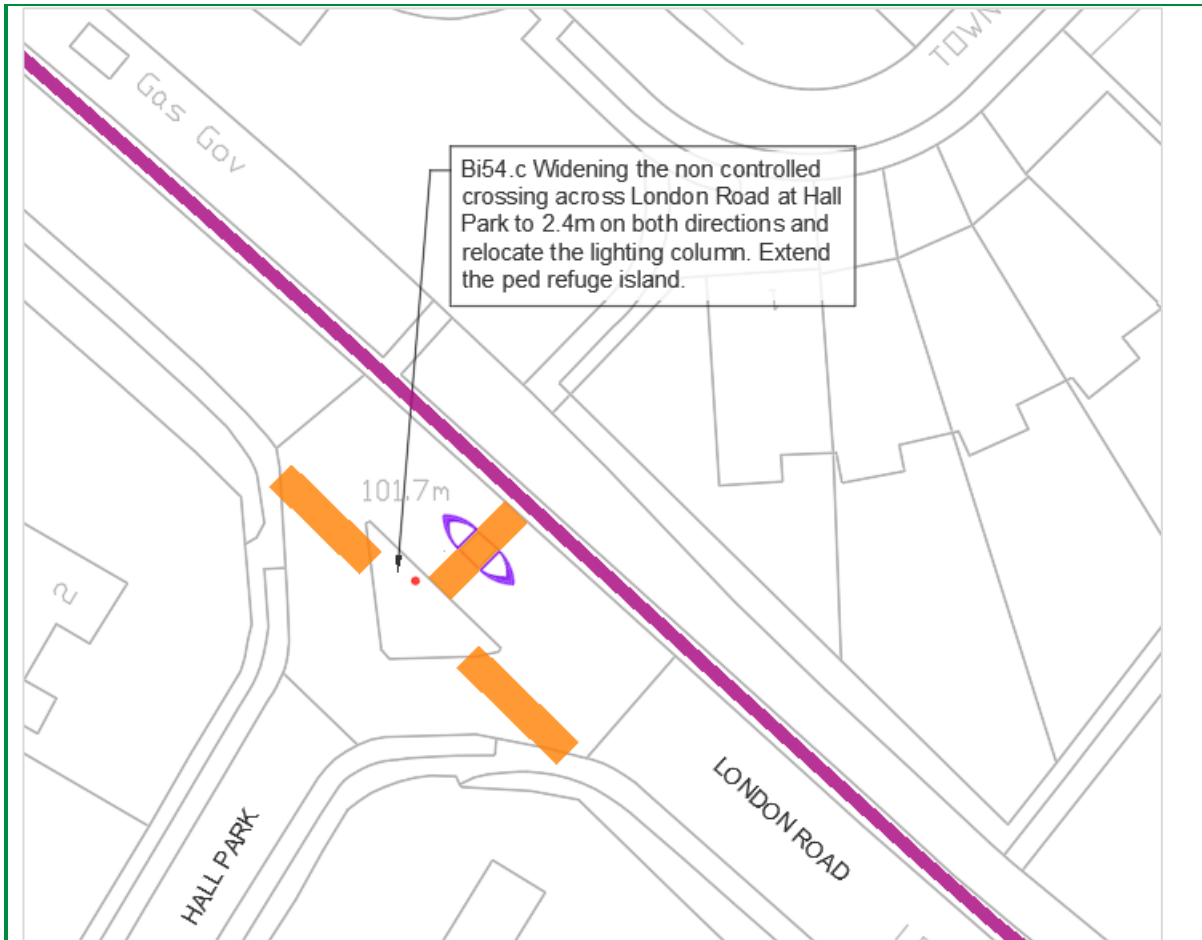 TOWN
Gas Gov
Bi54.c Widening the non controlled
crossing across London Road at Hall
Park to 2.4m on both directions and
relocate the lighting column. Extend
the ped refuge island.
1
101.7m
2
LONDON ROAD
HALL PARK